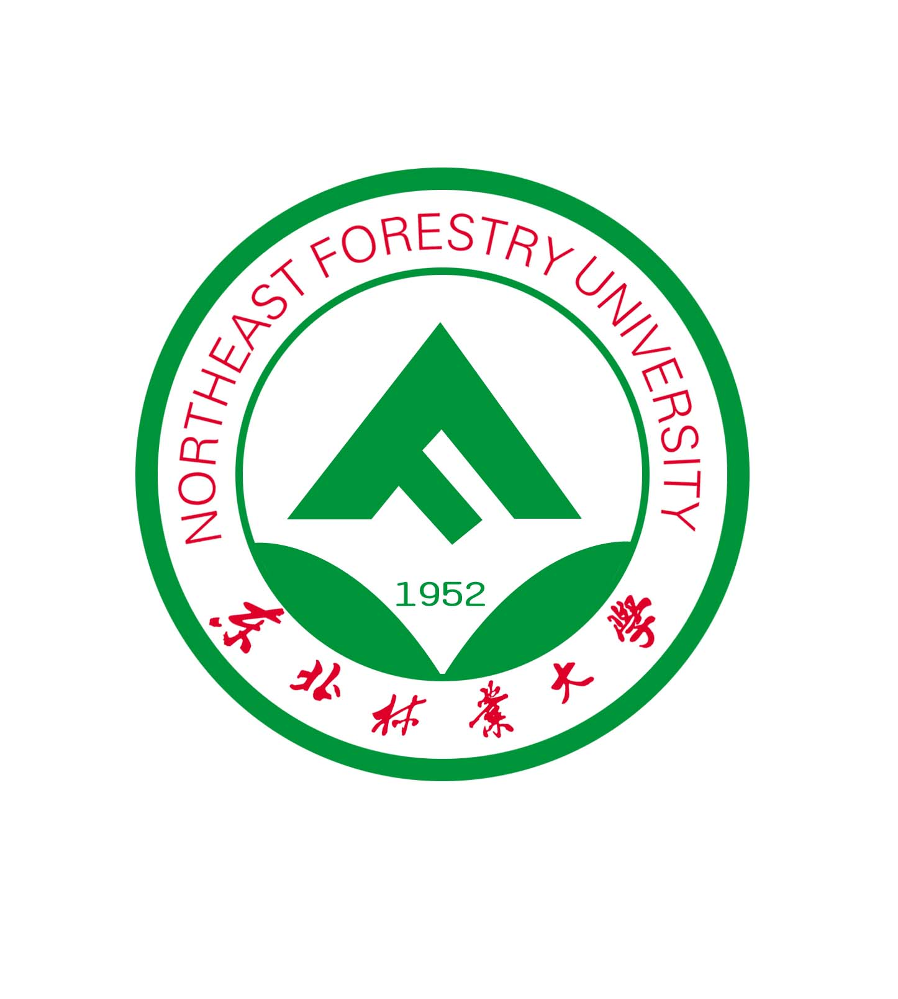 NORTHEAST FORESTRY UNIVERSITY
1952
东北林业大学